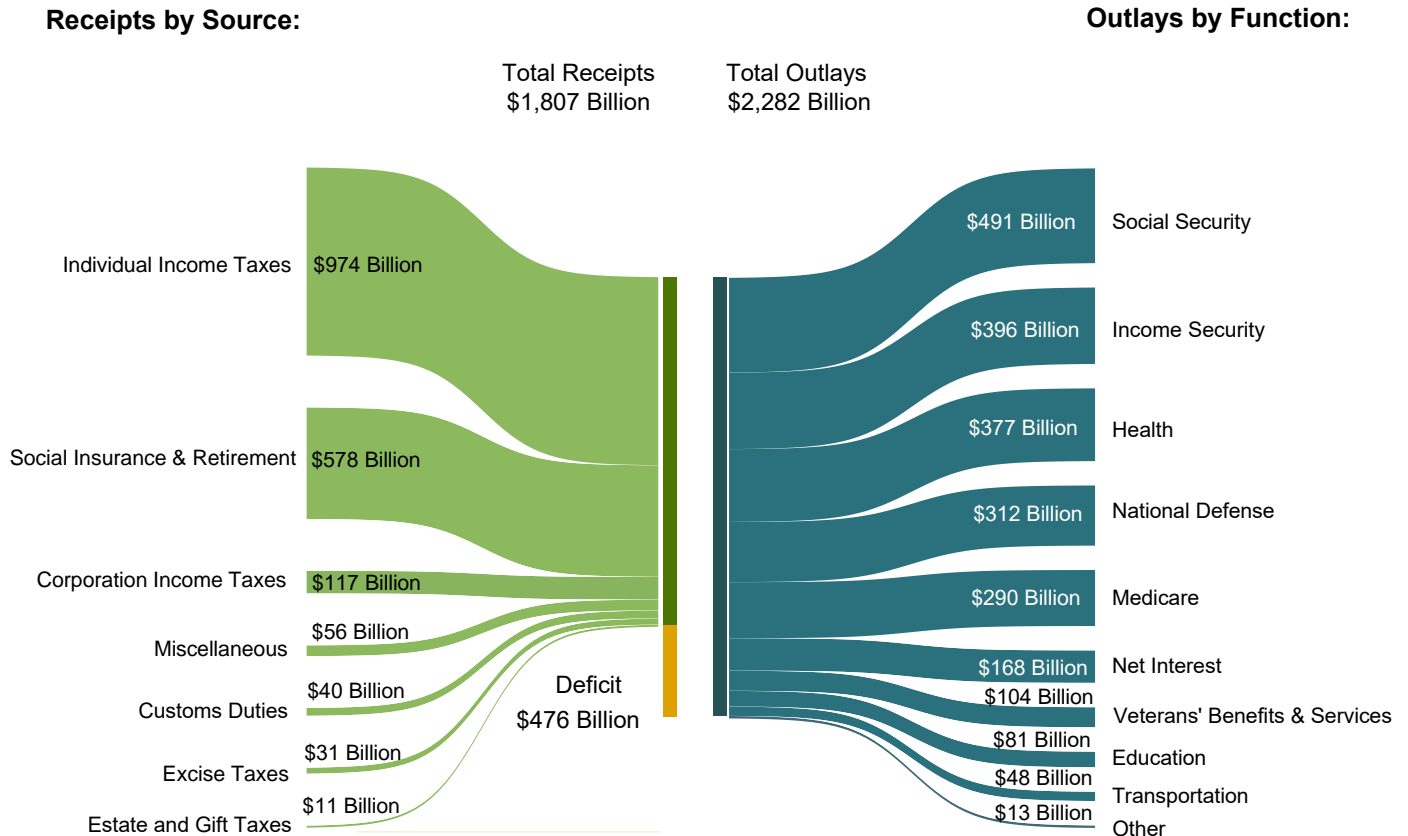 Receipts by Source:
Outlays by Function:
Total Receipts
$1,807 Billion
Total Outlays
$2,282 Billion
Individual Income Taxes
$974 Billion
Social Insurance & Retirement
$578 Billion
Corporation Income Taxes
$117 Billion
Miscellaneous
$56 Billion
Customs Duties
$40 Billion
Excise Taxes
$31 Billion
Estate and Gift Taxes
$11 Billion
Deficit
$476 Billion
$491 Billion
Social Security
$396 Billion
Income Security
$377 Billion
Health
$312 Billion
National Defense
$290 Billion
Medicare
$168 Billion
Net Interest
$104 Billion
Veterans' Benefits & Services
$81 Billion
Education
$48 Billion
Transportation
$13 Billion
Other